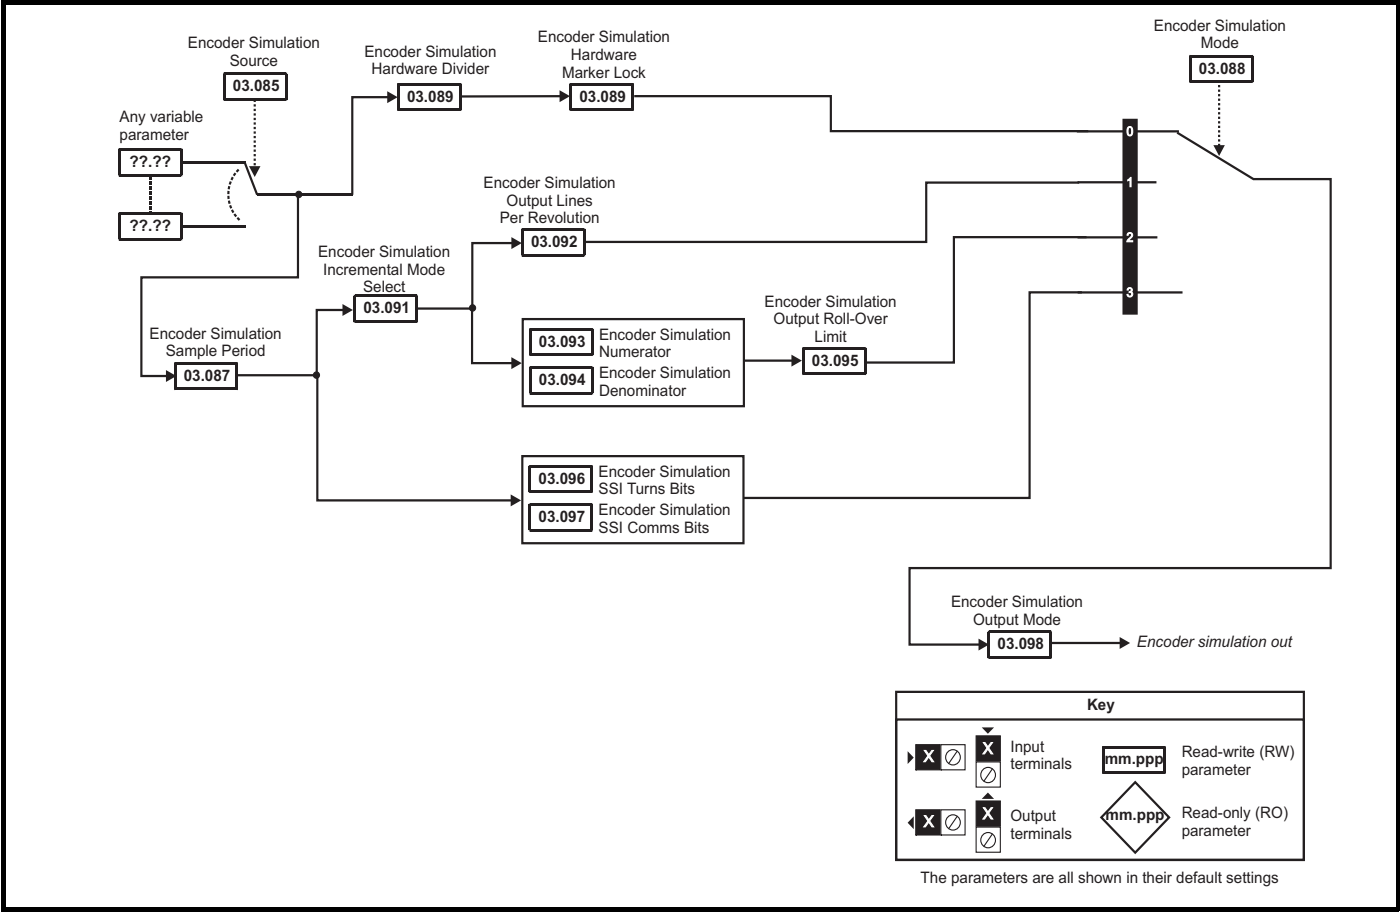 Encoder Simulation
Source
03.085
Any variable
parameter
??.??
??.??
Encoder Simulation
Hardware Divider
03.089
Encoder Simulation
Hardware
Marker Lock
03.089
Encoder Simulation
Mode
03.088
0
1
2
3
Encoder Simulation
Output Lines
Per Revolution
03.092
Encoder Simulation
Incremental Mode
Select
03.091
Encoder Simulation
Sample Period
03.087
03.093
Encoder Simulation
Numerator
03.094
Encoder Simulation
Denominator
Encoder Simulation
Output Roll-Over
Limit
03.095
03.096
Encoder Simulation
SSI Turns Bits
03.097
Encoder Simulation
SSI Comms Bits
Encoder Simulation
Output Mode
03.098
Encoder simulation out
Key
X
X
Input
terminals
mm.ppp
Read-write (RW)
parameter
X
X
Output
terminals
mm.ppp
Read-only (RO)
parameter
The parameters are all shown in their default settings